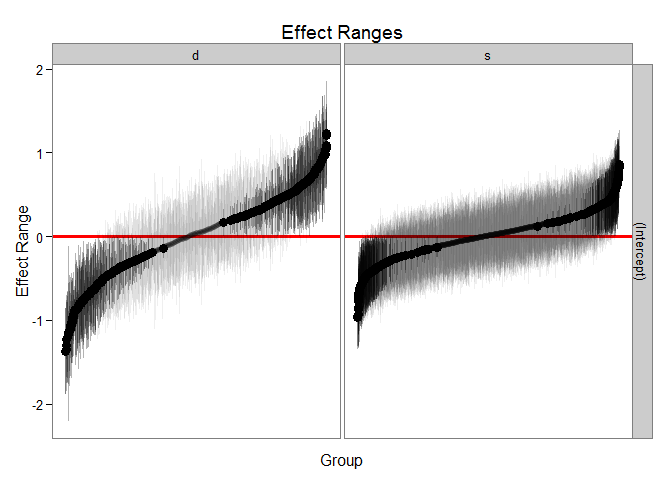 Effect Ranges
d
s
2
1
0
-1
-2
Effect Range
(Intercept)
Group